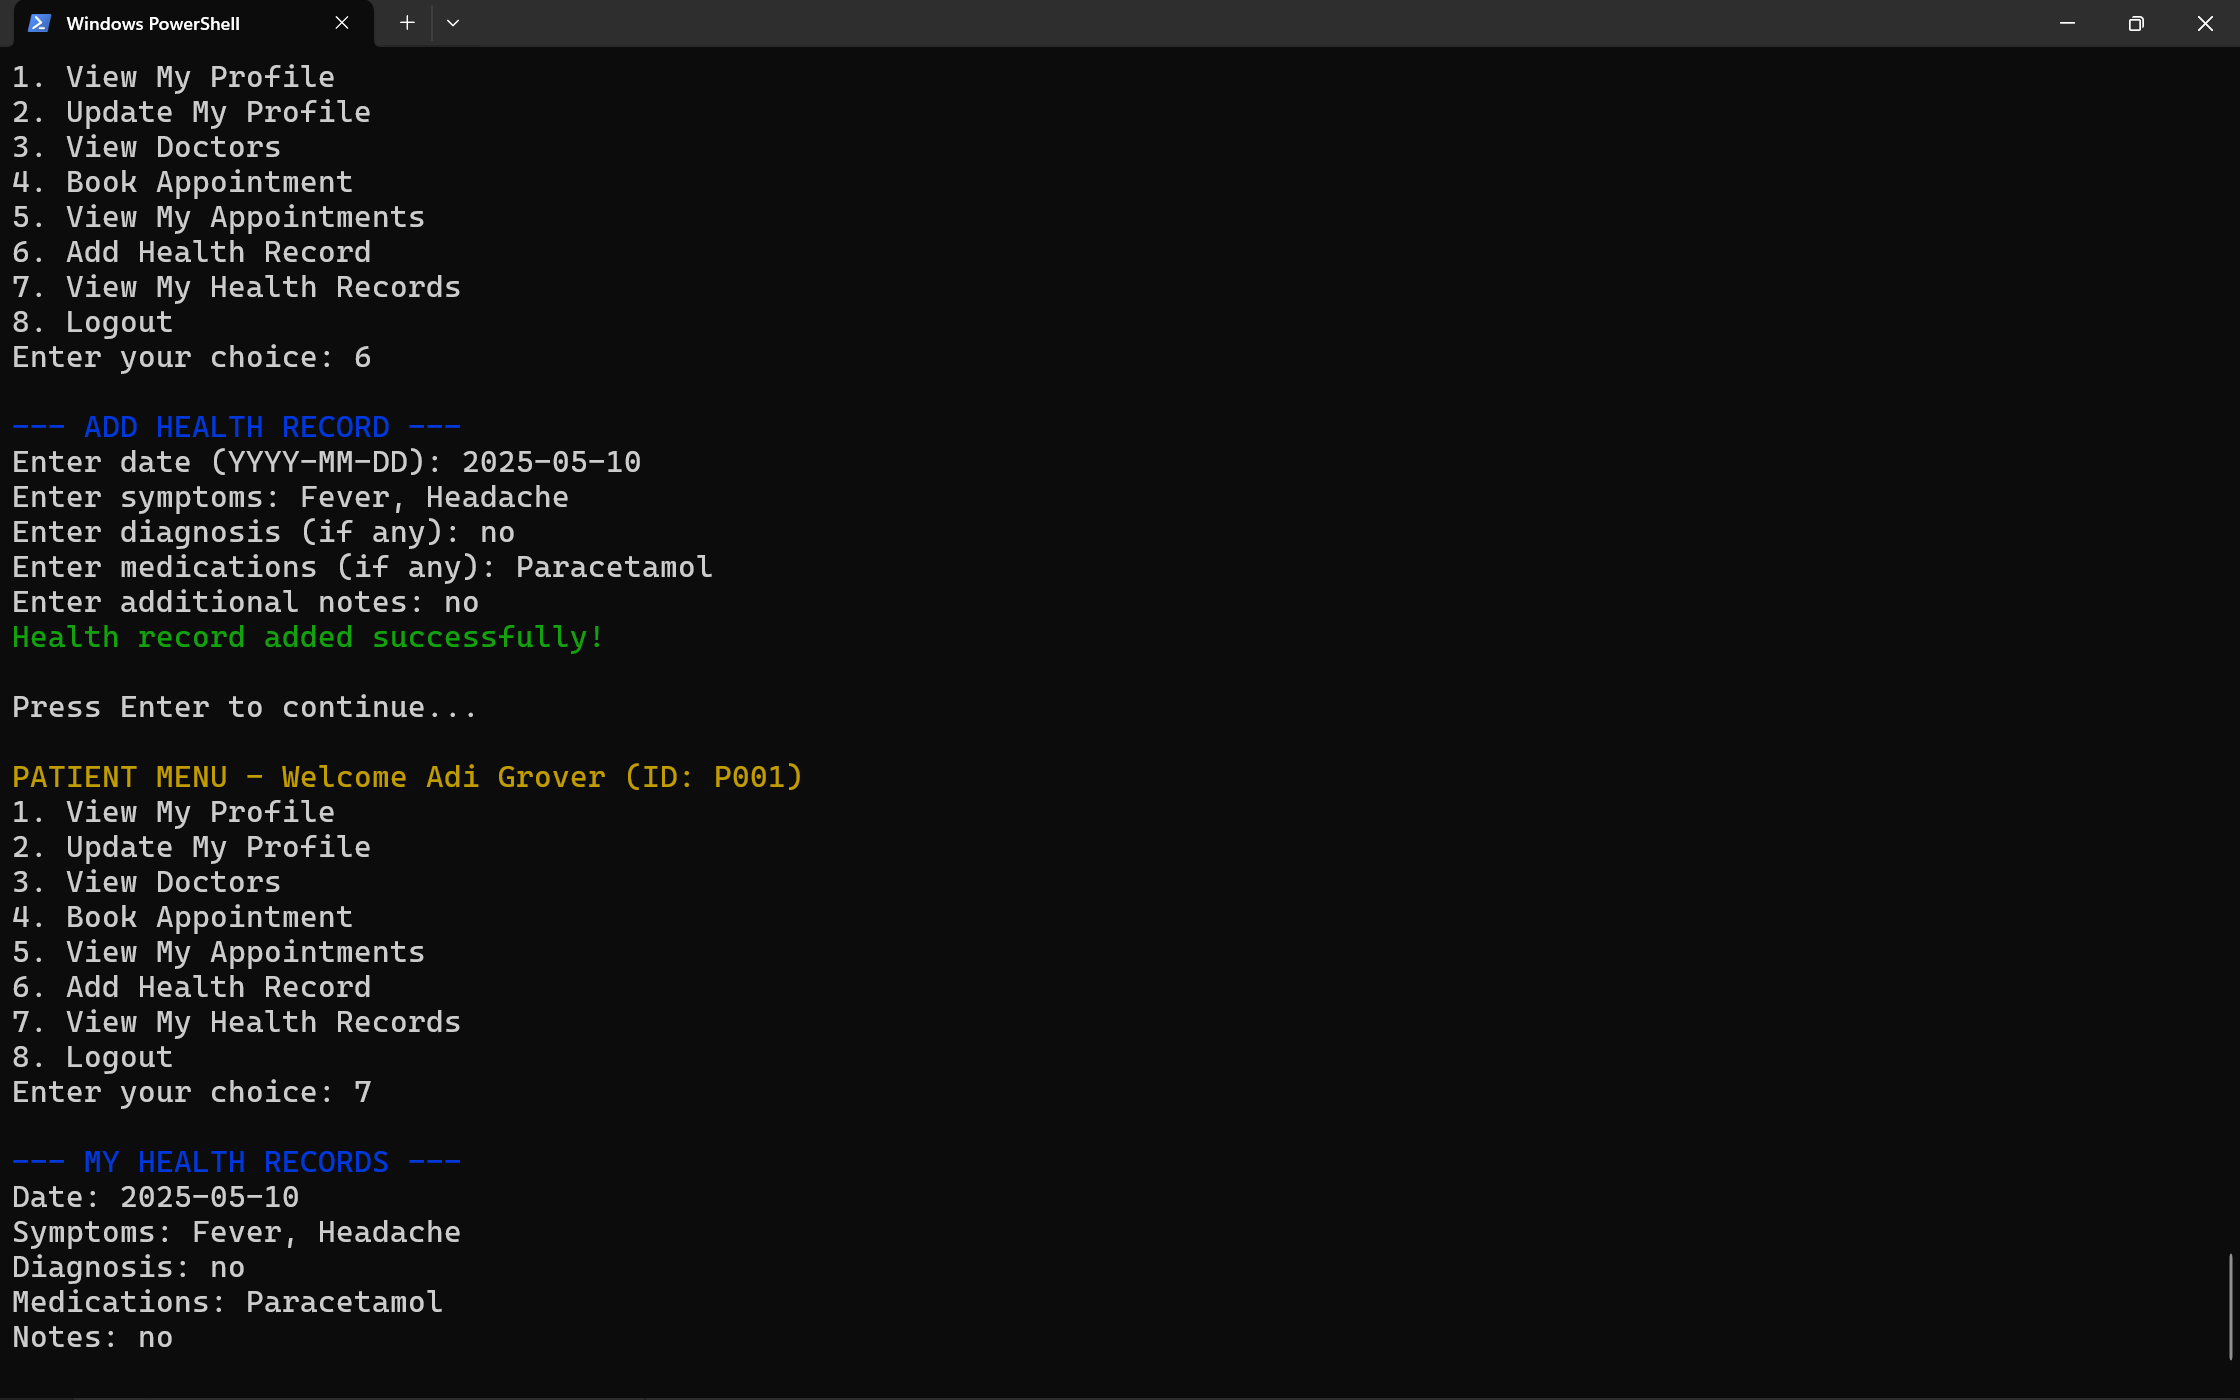 Windows PowerShell
1. View My Profile
2. Update My Profile
3. View Doctors
4. Book Appointment
5. View My Appointments
6. Add Health Record
7. View My Health Records
8. Logout
Enter your choice: 6
--- ADD HEALTH RECORD ---
Enter date (YYYY-MM-DD): 2025-05-10
Enter symptoms: Fever, Headache
Enter diagnosis (if any): no
Enter medications (if any): Paracetamol
Enter additional notes: no
Health record added successfully!
Press Enter to continue...
PATIENT MENU - Welcome Adi Grover (ID: P001)
1. View My Profile
2. Update My Profile
3. View Doctors
4. Book Appointment
5. View My Appointments
6. Add Health Record
7. View My Health Records
8. Logout
Enter your choice: 7
--- MY HEALTH RECORDS ---
Date: 2025-05-10
Symptoms: Fever, Headache
Diagnosis: no
Medications: Paracetamol
Notes: no